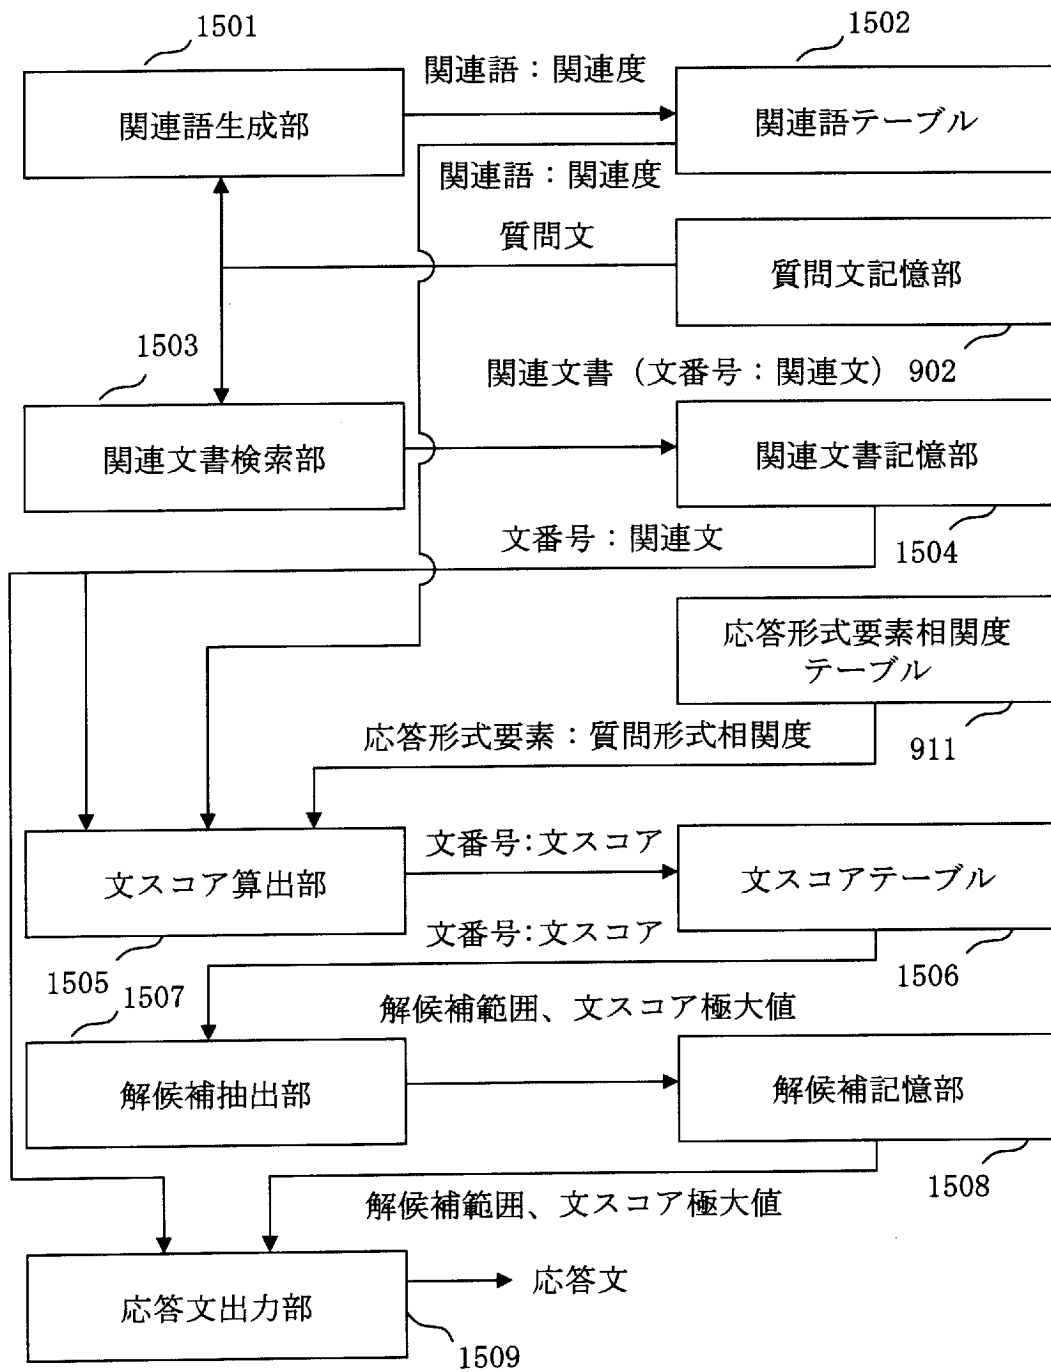 1501
1502
関連語：関連度
関連語生成部
関連語テーブル
関連語：関連度
質問文
質問文記憶部
1503
関連文書（文番号：関連文）902
関連文書検索部
関連文書記憶部
文番号：関連文
1504
応答形式要素相関度
テーブル
応答形式要素：質問形式相関度
911
文番号:文スコア
文スコア算出部
文スコアテーブル
文番号:文スコア
1505
1506
1507
解候補範囲、文スコア極大値
解候補抽出部
解候補記憶部
1508
解候補範囲、文スコア極大値
応答文
応答文出力部
1509